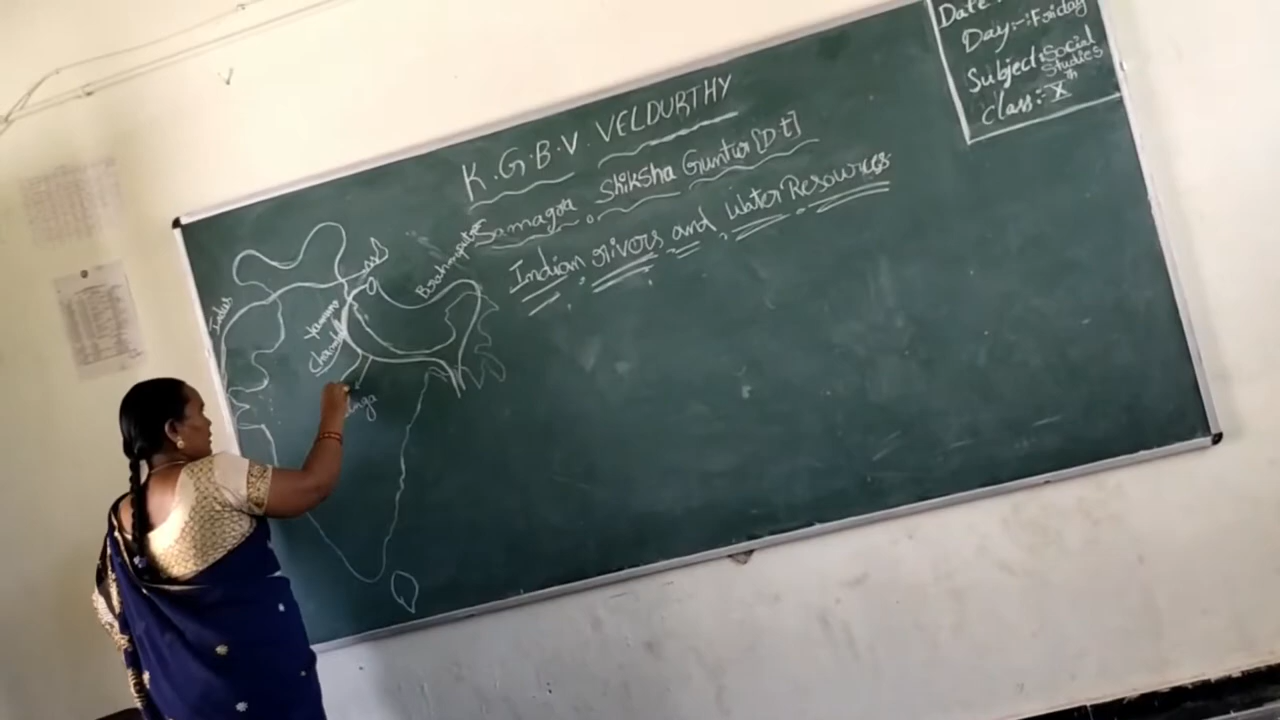 Date
Day:-:Friday
Subject:Social Studies
Class:-Xth
K.G.B.V. VELDURTHY
Samagra Shiksha Guntur[D.t]
Indian rivers and Water Resources
Indus
Brahmaputra
Yamuna
Chambal